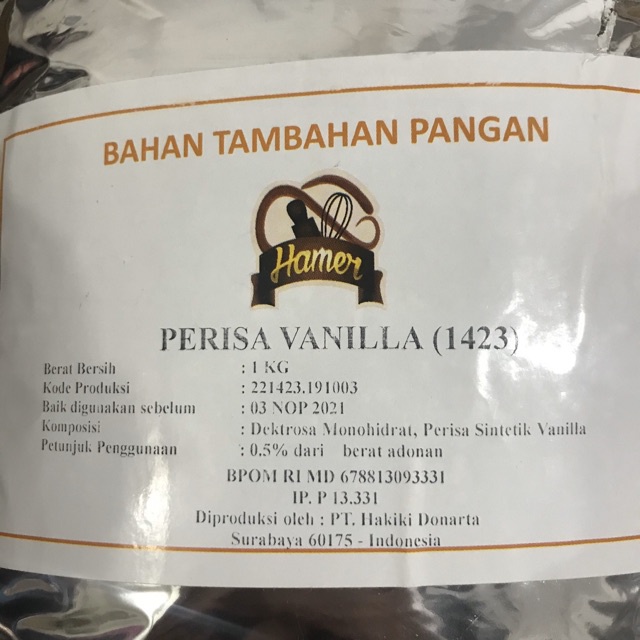 BAHAN TAMBAHAN PANGAN
Hamer
PERISA VANILLA (1423)
Berat Bersih : 1 KG
Kode Produksi : 221423.191003
Baik digunakan sebelum : 03 NOP 2021
Komposisi : Dektrosa Monohidrat, Perisa Sintetik Vanilla
Petunjuk Penggunaan : 0.5% dari berat adonan
BPOM RI MD 678813093331
IP. P 13.331
Diproduksi oleh : PT. Hakiki Donarta
Surabaya 60175 - Indonesia